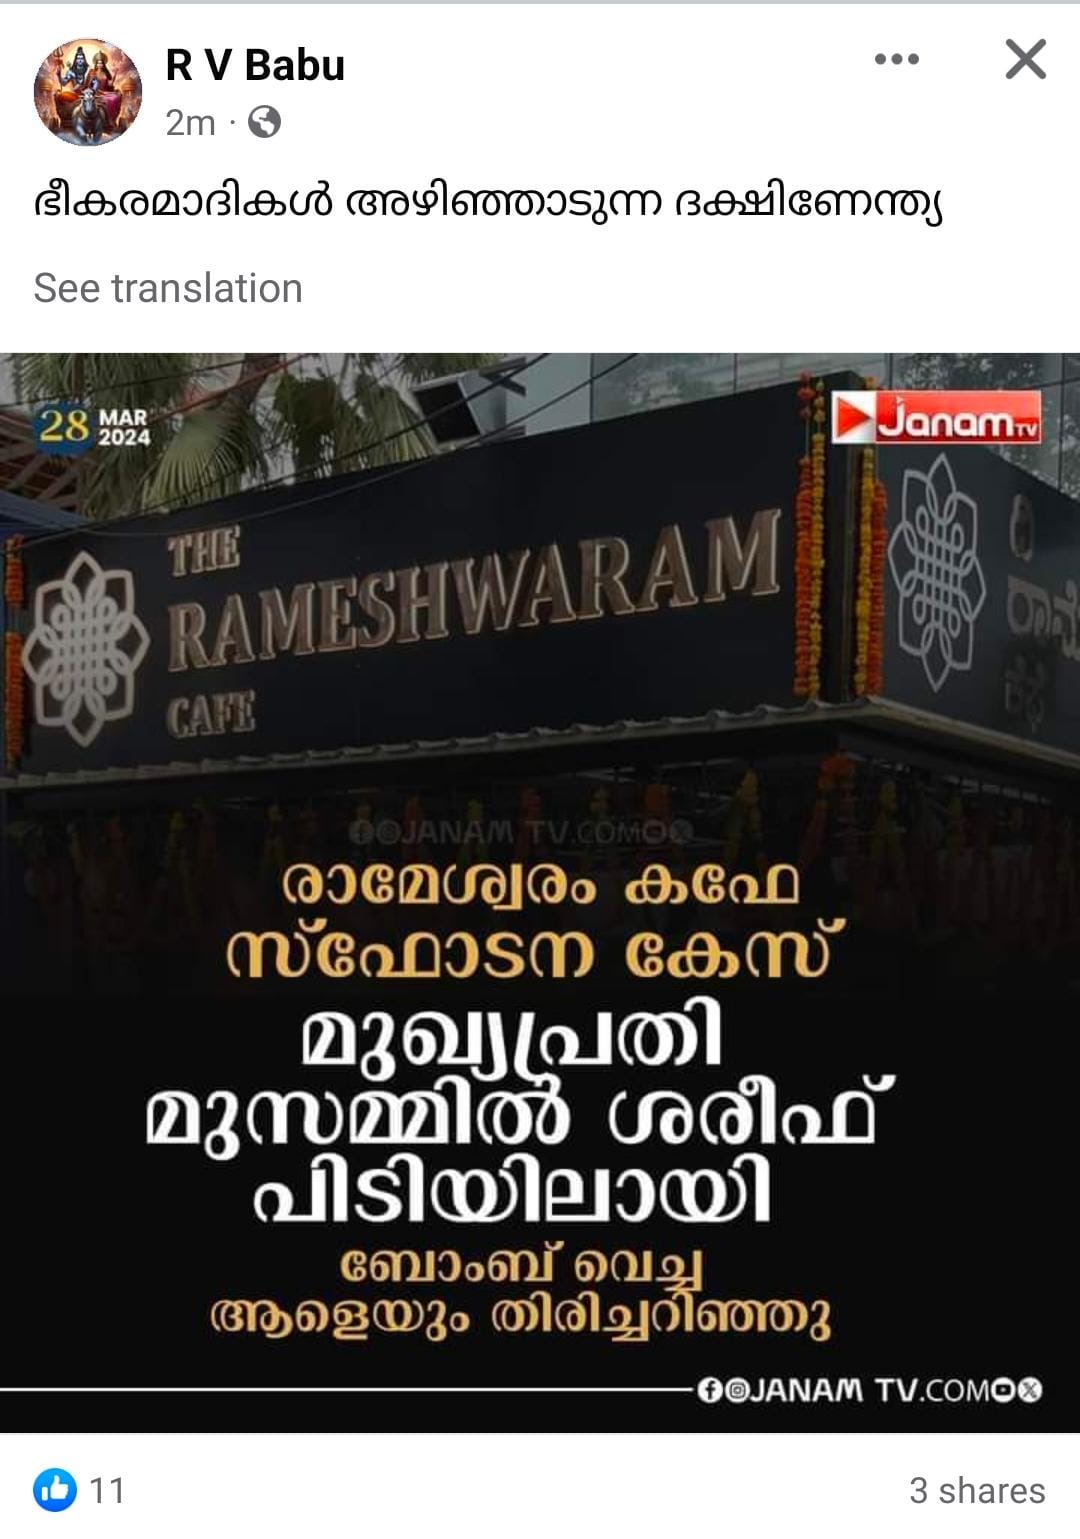 R V Babu
2m ·
ഭീകരമാദികൾ അഴിഞ്ഞാടുന്ന ദക്ഷിണേന്ത്യ
See translation
28 MAR 2024
Janam TV
THE
RAMESHWARAM
CAFE
JANAM TV.COM
രാമേശ്വരം കഫേ
സ്ഫോടന കേസ്
മുഖ്യപ്രതി
മുസമ്മിൽ ശരീഫ്
പിടിയിലായി
ബോംബ് വെച്ച
ആളെയും തിരിച്ചറിഞ്ഞു
JANAM TV.COM
11
3 shares